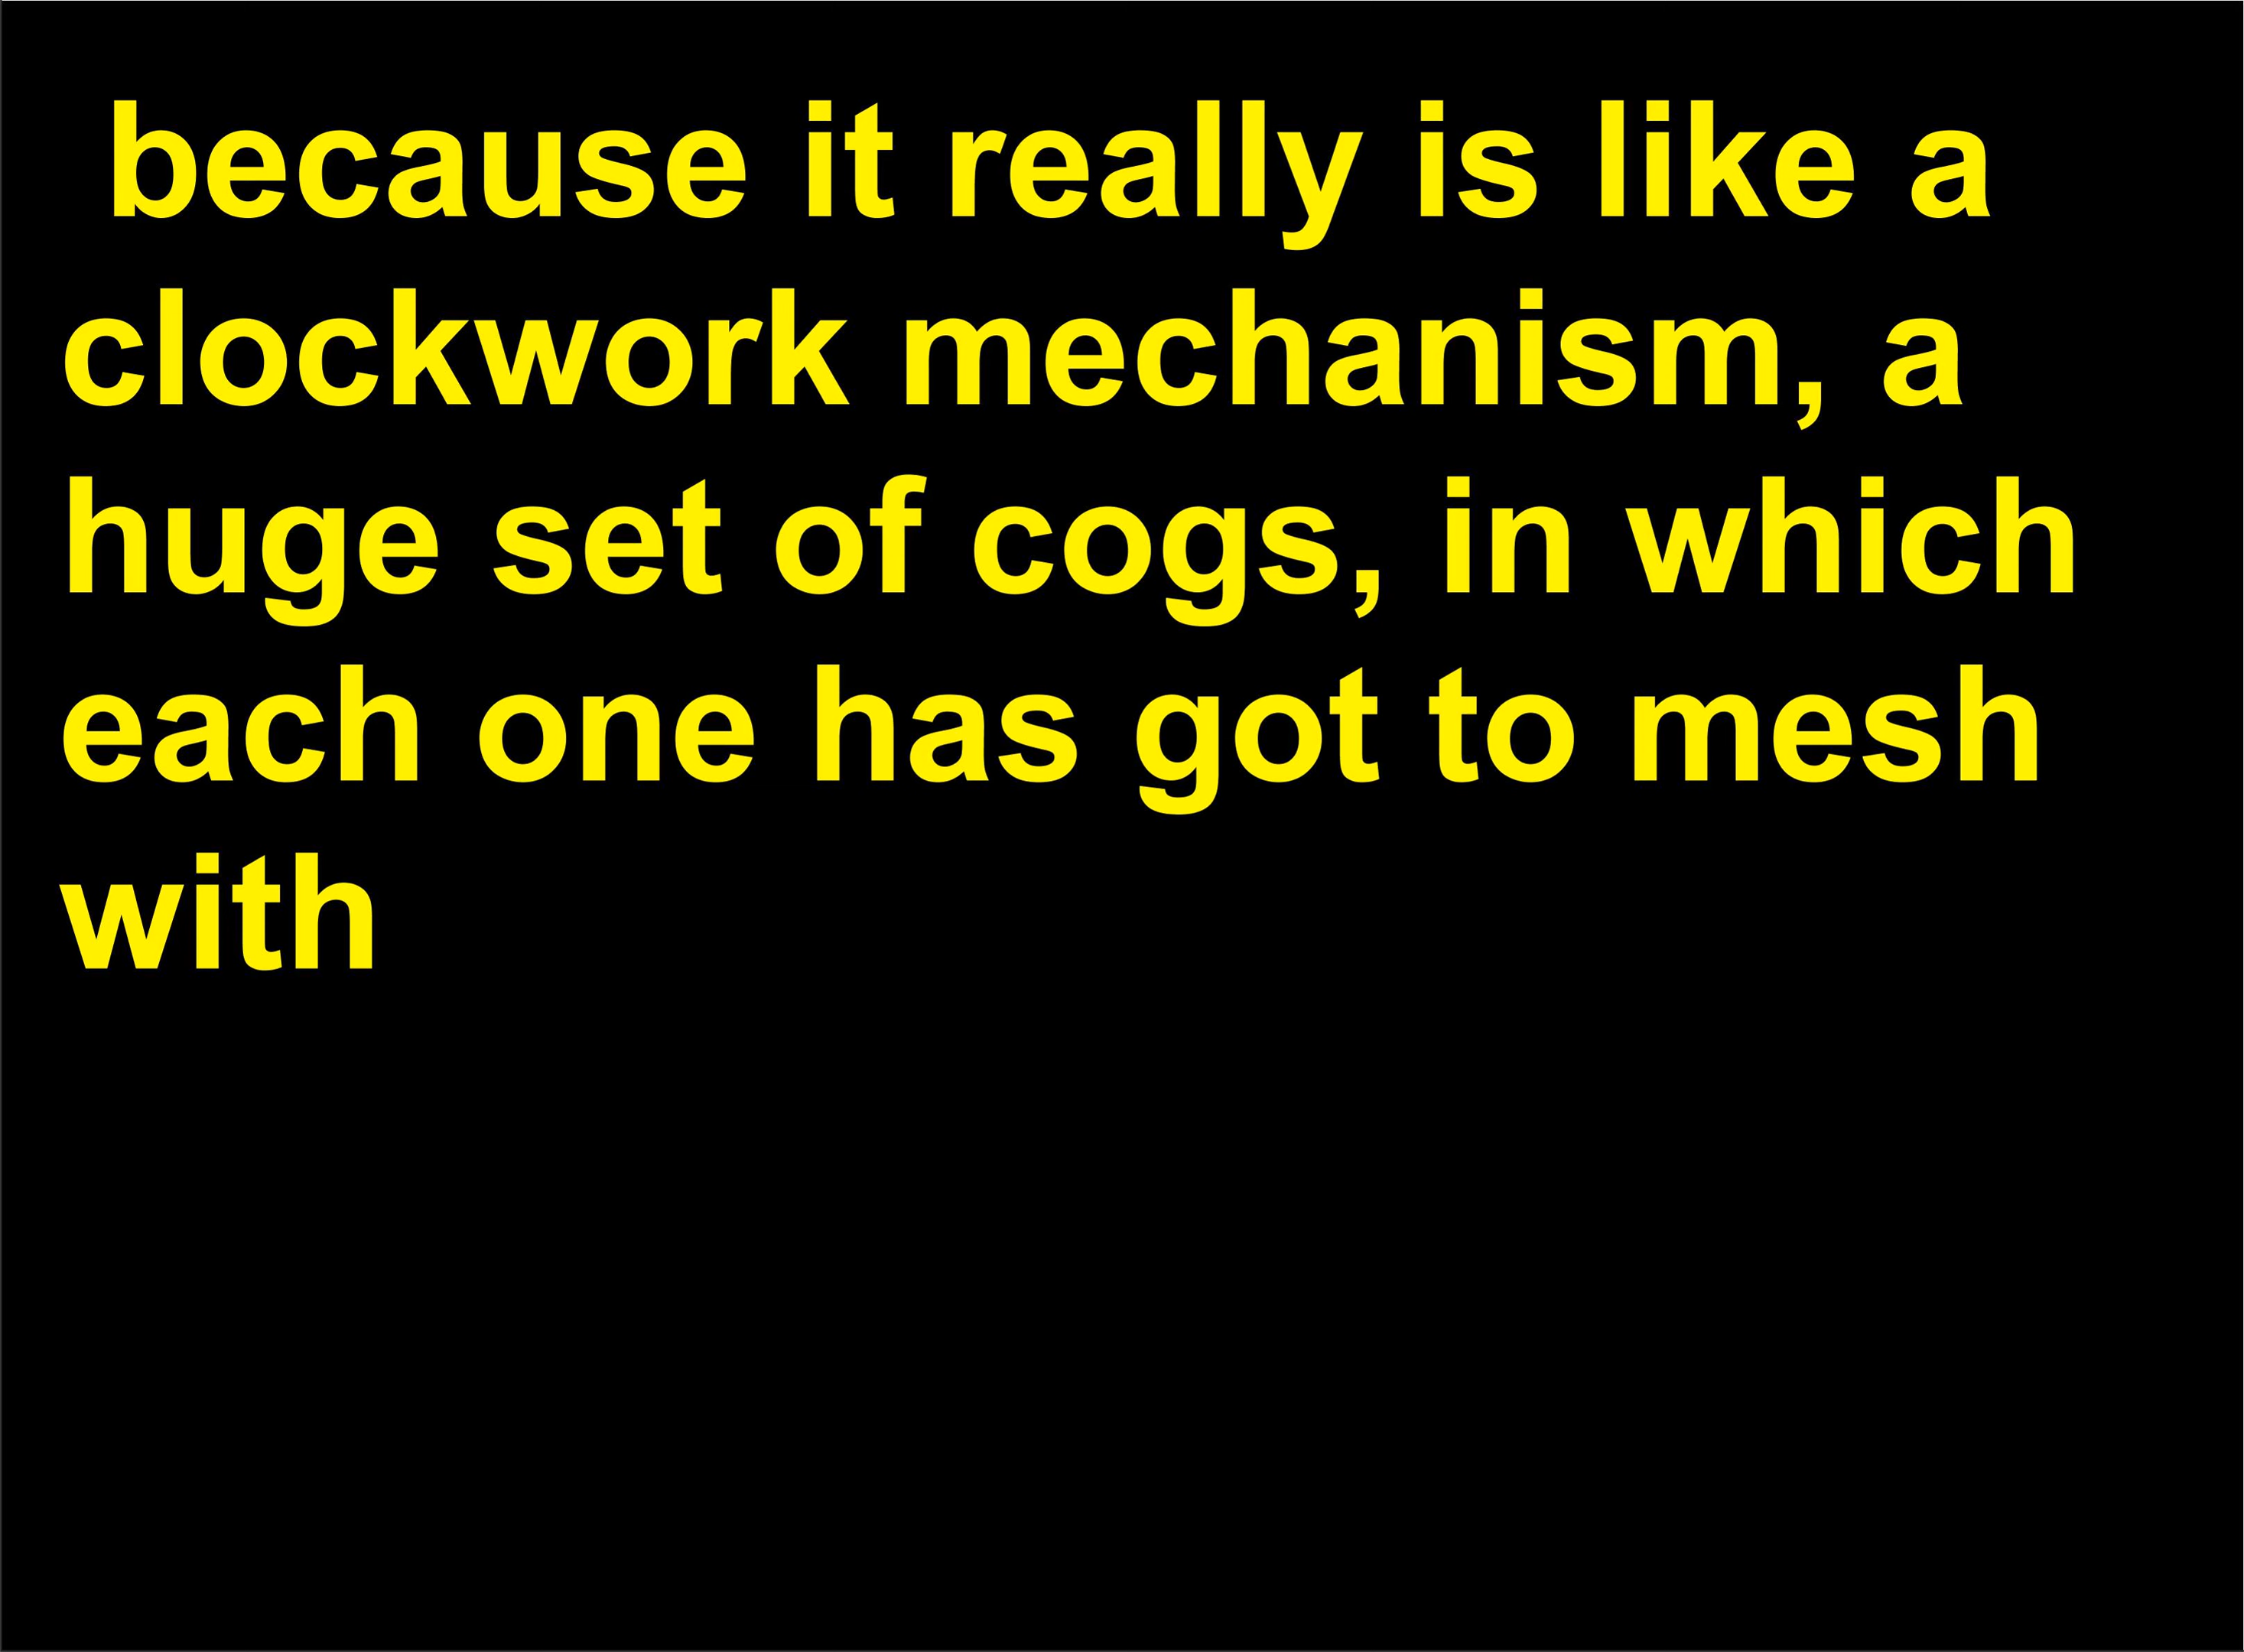 because it really is like a
clockwork mechanism, a
huge set of cogs, in which
each one has got to mesh
with